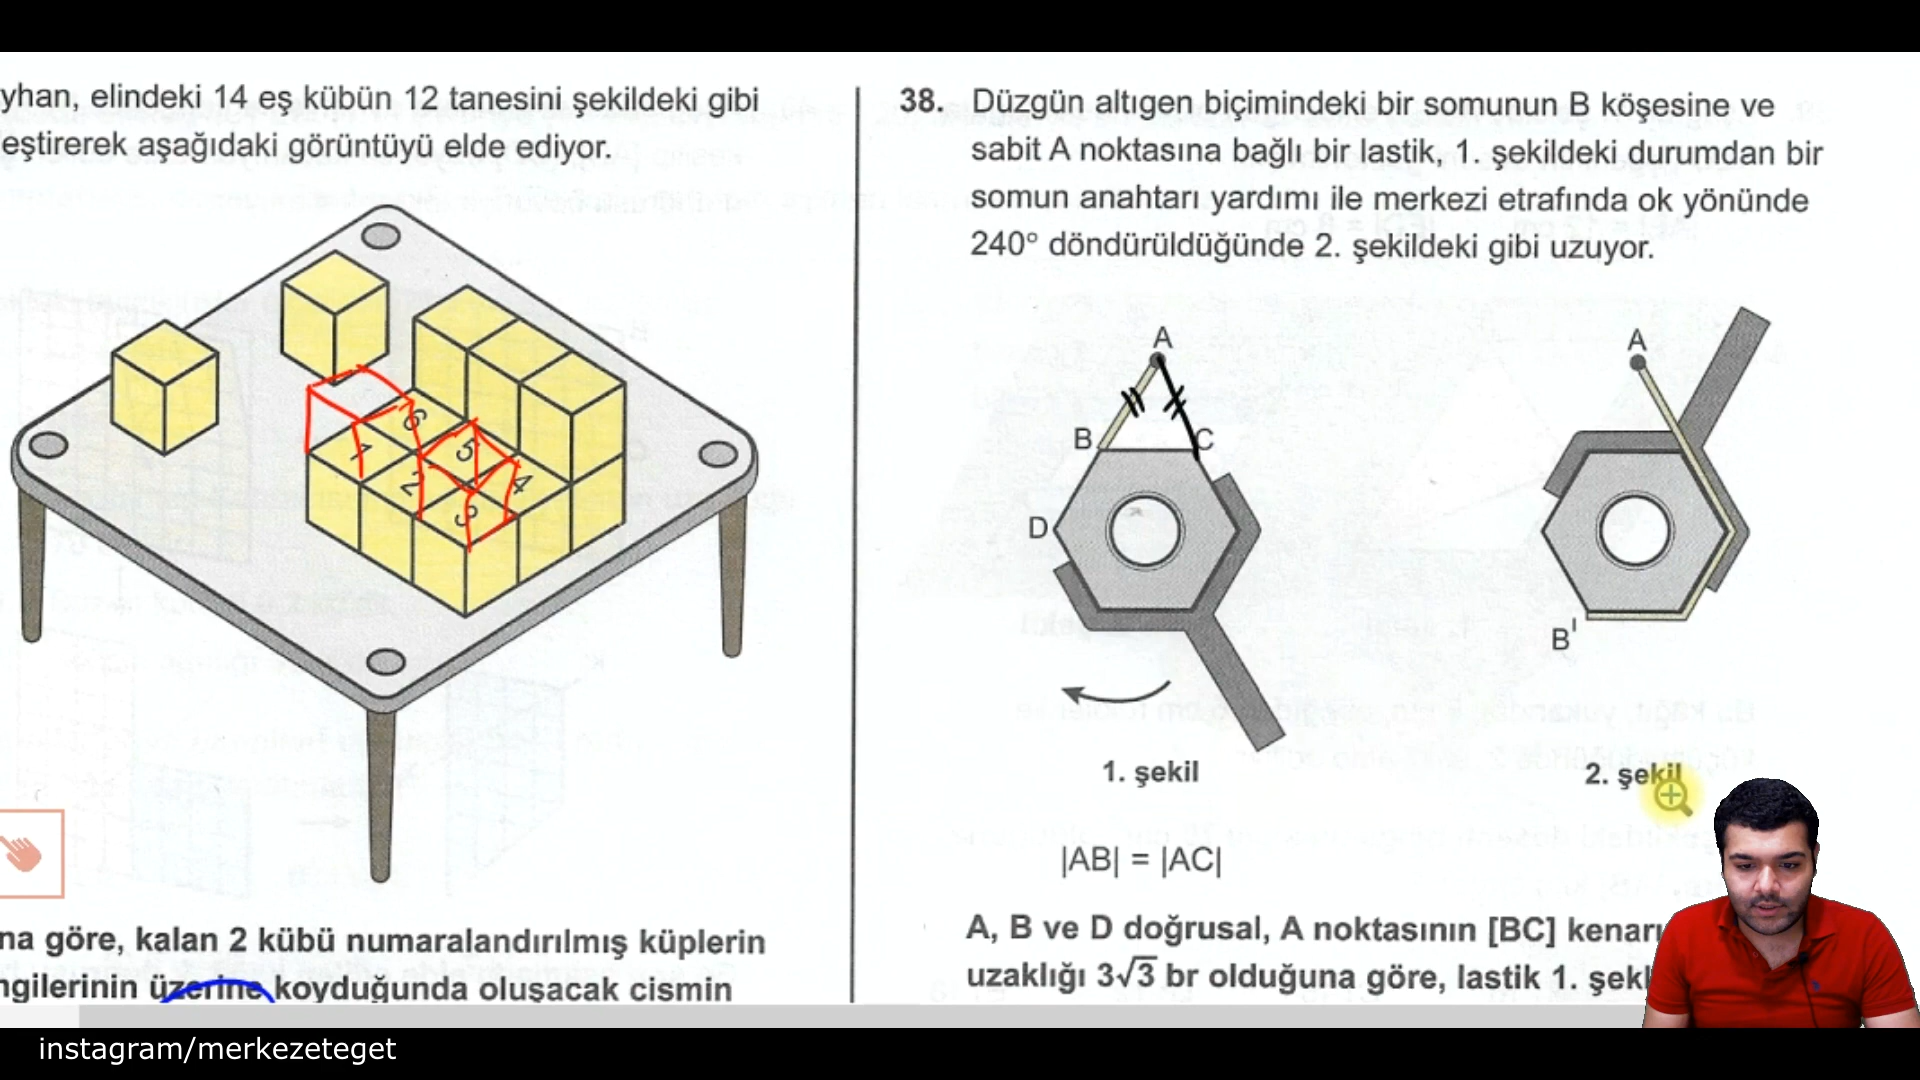 yhan, elindeki 14 eş kübün 12 tanesini şekildeki gibi
eştirerek aşağıdaki görüntüyü elde ediyor.
6
1
5
2
4
3
na göre, kalan 2 kübü numaralandırılmış küplerin
ngilerinin üzerine koyduğunda oluşacak cismin
38. Düzgün altıgen biçimindeki bir somunun B köşesine ve
sabit A noktasına bağlı bir lastik, 1. şekildeki durumdan bir
somun anahtarı yardımı ile merkezi etrafında ok yönünde
240° döndürüldüğünde 2. şekildeki gibi uzuyor.
A
B
C
D
1. şekil
A
B'
2. şekil
|AB| = |AC|
A, B ve D doğrusal, A noktasının [BC] kenarı
uzaklığı 3√3 br olduğuna göre, lastik 1. şekl
instagram/merkezeteget